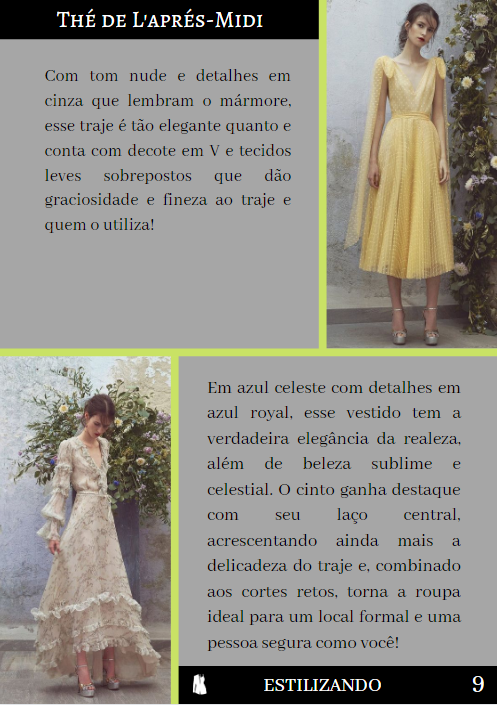 Thé de L'aprés-Midi
Com tom nude e detalhes em
cinza que lembram o mármore,
esse traje é tão elegante quanto e
conta com decote em V e tecidos
leves sobrepostos que dão
graciosidade e fineza ao traje e
quem o utiliza!
Em azul celeste com detalhes em
azul royal, esse vestido tem a
verdadeira elegância da realeza,
além de beleza sublime e
celestial. O cinto ganha destaque
com seu laço central,
acrescentando ainda mais a
delicadeza do traje e, combinado
aos cortes retos, torna a roupa
ideal para um local formal e uma
pessoa segura como você!
ESTILIZANDO 9